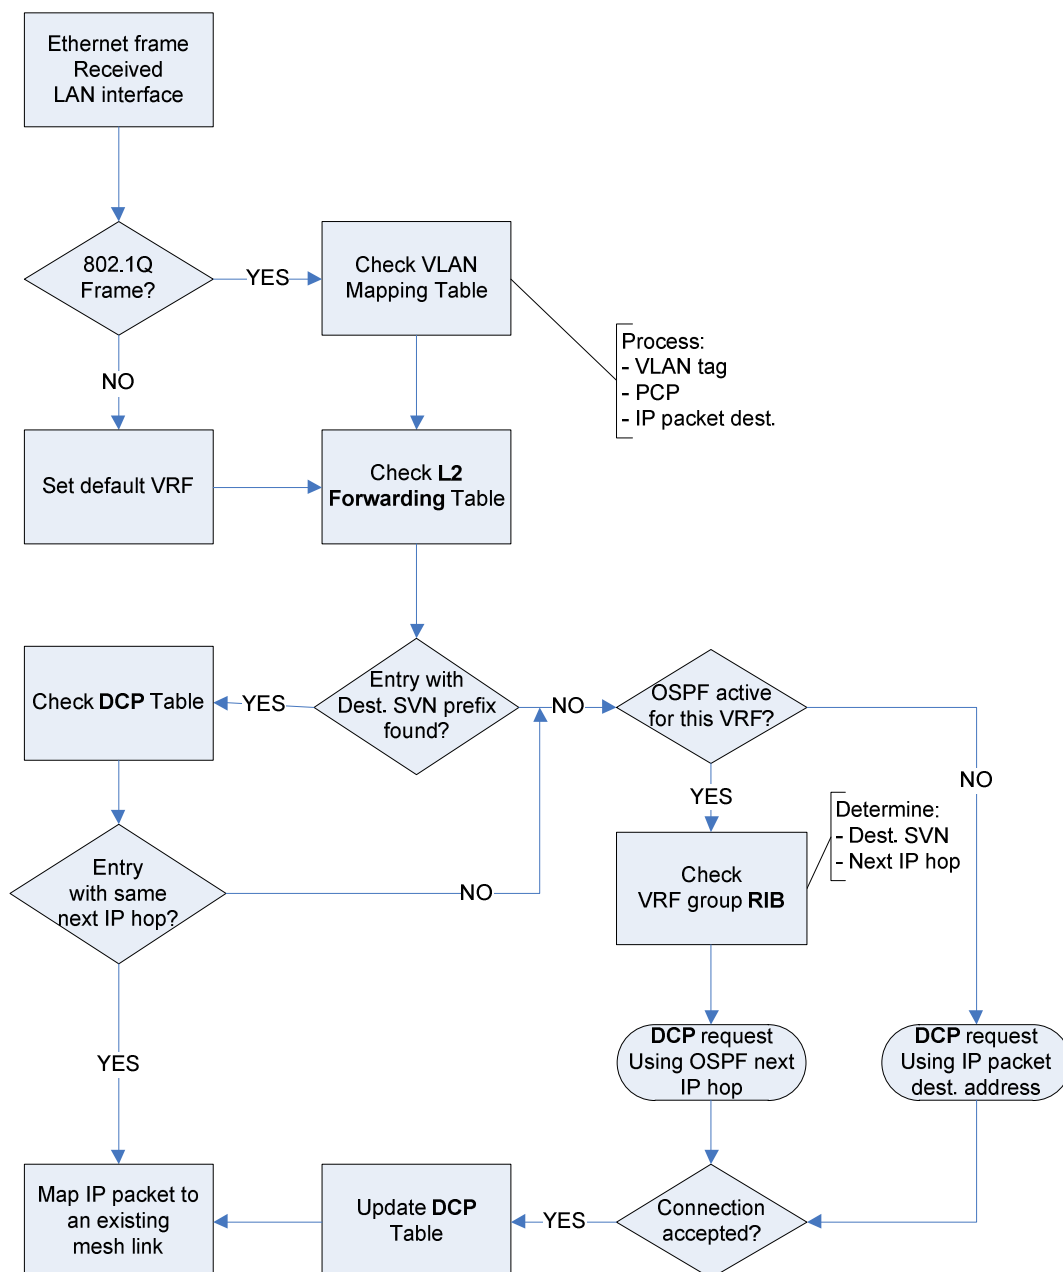 Ethernet frame
Received
LAN interface
802.1Q
Frame?
YES
Check VLAN
Mapping Table
Process:
- VLAN tag
- PCP
- IP packet dest.
NO
Set default VRF
Check L2
Forwarding Table
Check DCP Table
YES
Entry with
Dest. SVN prefix
found?
NO
OSPF active
for this VRF?
NO
YES
Determine:
- Dest. SVN
- Next IP hop
Entry
with same
next IP hop?
NO
Check
VRF group RIB
YES
DCP request
Using OSPF next
IP hop
DCP request
Using IP packet
dest. address
Map IP packet to
an existing
mesh link
Update DCP
Table
YES
Connection
accepted?